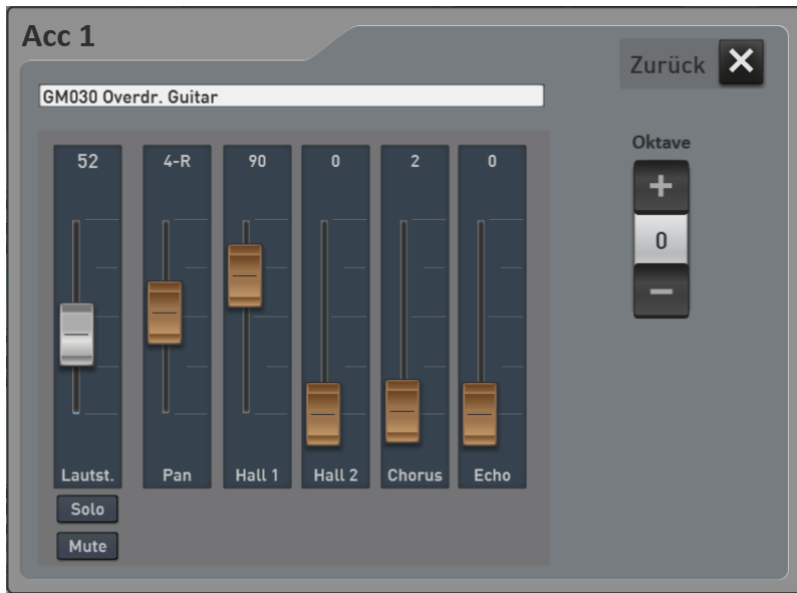 Acc 1
Zurück
GM030 Overdr. Guitar
Oktave
52 4-R 90 0 2 0
+
0
−
Lautst. Pan Hall 1 Hall 2 Chorus Echo
Solo
Mute